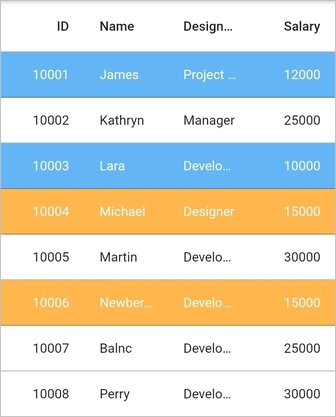 ID Name Design... Salary
10001 James Project ... 12000
10002 Kathryn Manager 25000
10003 Lara Develo... 10000
10004 Michael Designer 15000
10005 Martin Develo... 30000
10006 Newber... Develo... 15000
10007 Balnc Develo... 25000
10008 Perry Develo... 30000